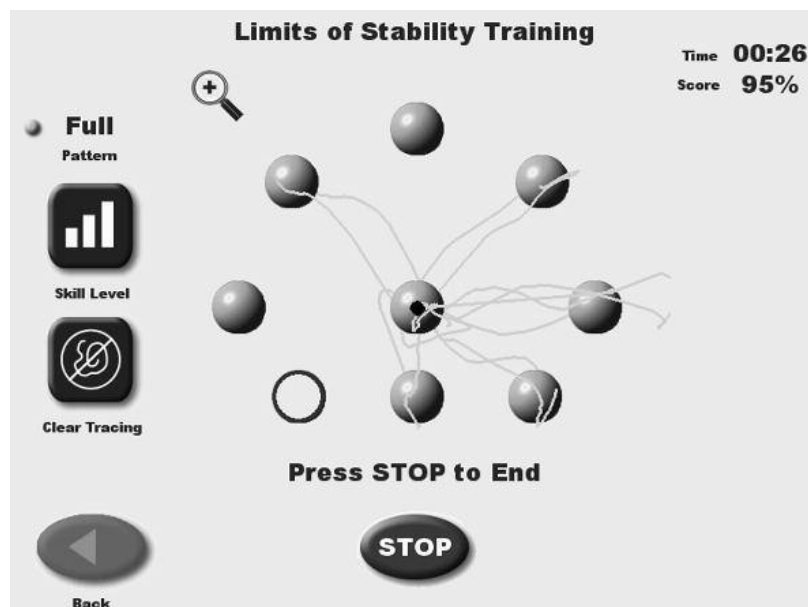 Limits of Stability Training
Time 00:26
Score 95%
Full
Pattern
Skill Level
Clear Tracing
Press STOP to End
STOP
Back